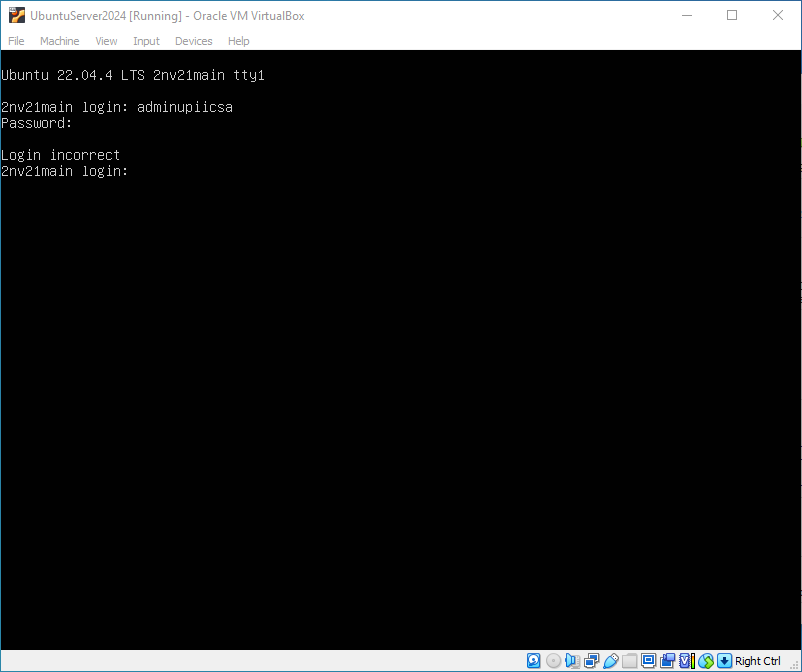 UbuntuServer2024 [Running] - Oracle VM VirtualBox
File Machine View Input Devices Help
Ubuntu 22.04.4 LTS 2nv21main tty1
2nv21main login: adminupiicsa
Password:
Login incorrect
2nv21main login:
Right Ctrl